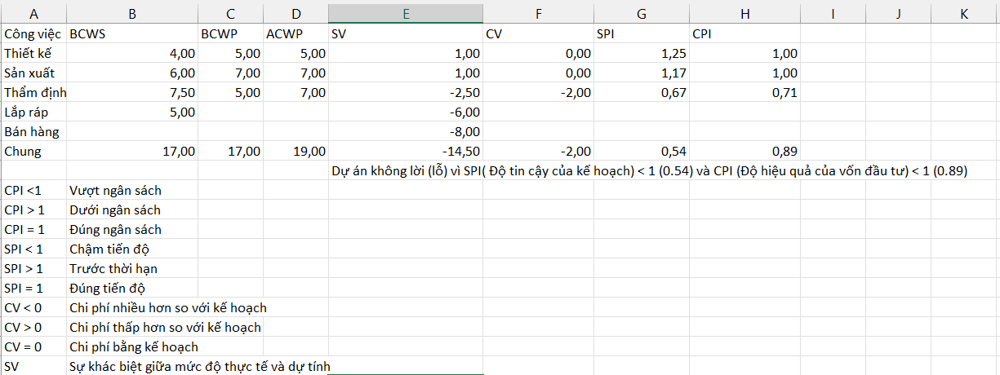 A B C D E F G H I J K
Công việc BCWS BCWP ACWP SV CV SPI CPI
Thiết kế 4,00 5,00 5,00 1,00 0,00 1,25 1,00
Sản xuất 6,00 7,00 7,00 1,00 0,00 1,17 1,00
Thẩm định 7,50 5,00 7,00 -2,50 -2,00 0,67 0,71
Lắp ráp 5,00 -6,00
Bán hàng -8,00
Chung 17,00 17,00 19,00 -14,50 -2,00 0,54 0,89
Dự án không lời (lỗ) vì SPI( Độ tin cậy của kế hoạch) < 1 (0.54) và CPI (Độ hiệu quả của vốn đầu tư) < 1 (0.89)
CPI <1 Vượt ngân sách
CPI > 1 Dưới ngân sách
CPI = 1 Đúng ngân sách
SPI < 1 Chậm tiến độ
SPI > 1 Trước thời hạn
SPI = 1 Đúng tiến độ
CV < 0 Chi phí nhiều hơn so với kế hoạch
CV > 0 Chi phí thấp hơn so với kế hoạch
CV = 0 Chi phí bằng kế hoạch
SV Sự khác biệt giữa mức độ thực tế và dự tính